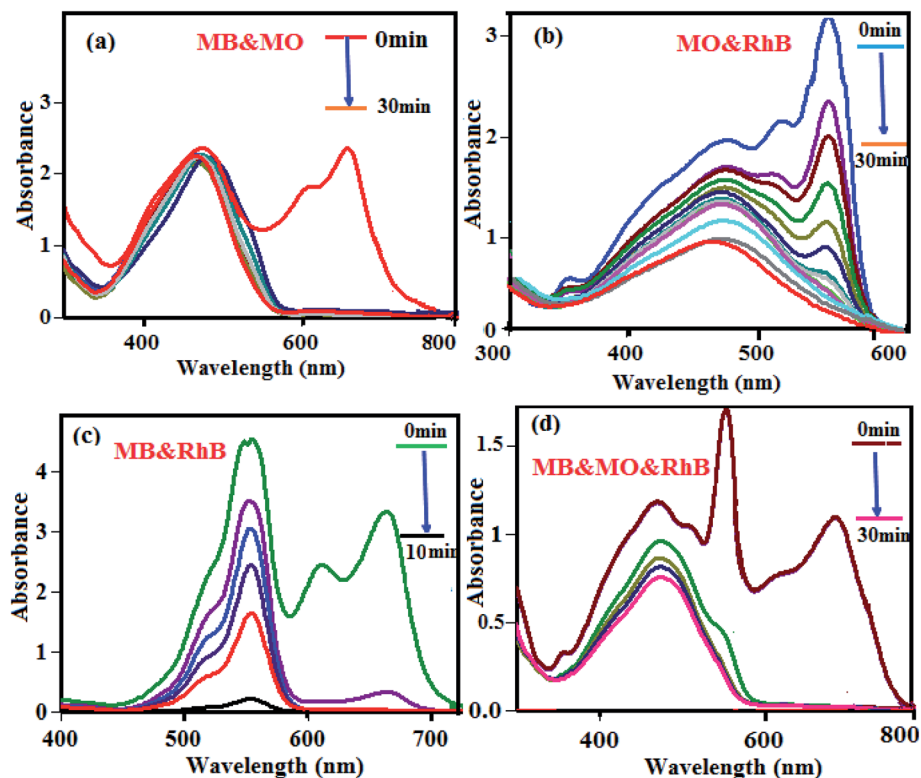 (a)
MB&MO
0min
30min
3
2
1
0
400
600
800
Absorbance
Wavelength (nm)
(b)
MO&RhB
0min
30min
3
2
1
0
300
400
500
600
Absorbance
Wavelength (nm)
(c)
MB&RhB
0min
10min
4
3
2
1
0
400
500
600
700
Absorbance
Wavelength (nm)
(d)
MB&MO&RhB
0min
30min
1.5
1.0
0.5
0.0
400
600
800
Absorbance
Wavelength (nm)